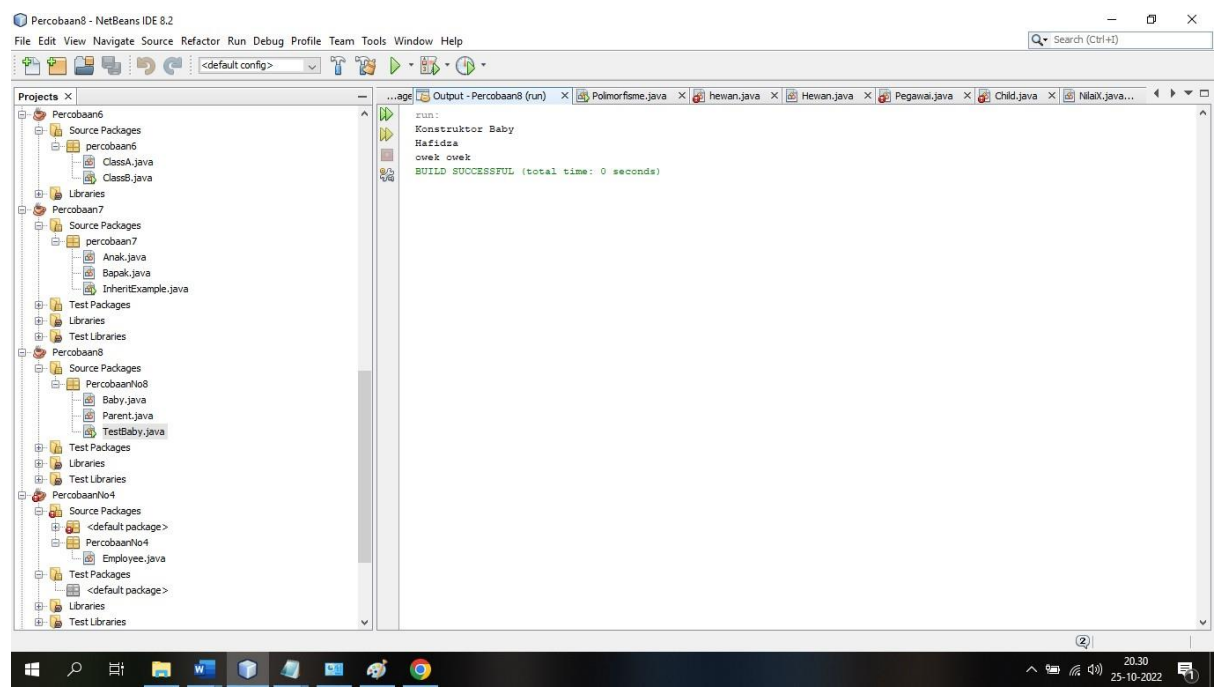 Percobaan8 - NetBeans IDE 8.2
File Edit View Navigate Source Refactor Run Debug Profile Team Tools Window Help
Search (Ctrl+I)
<default config>
Projects
...age Output - Percobaan8 (run) Polimorfisme.java hewan.java Hewan.java Pegawai.java Child.java NilaiX.java...
Percobaan6
Source Packages
percobaan6
ClassA.java
ClassB.java
Libraries
Percobaan7
Source Packages
percobaan7
Anak.java
Bapak.java
InheritExample.java
Test Packages
Libraries
Test Libraries
Percobaan8
Source Packages
PercobaanNo8
Baby.java
Parent.java
TestBaby.java
Test Packages
Libraries
Test Libraries
PercobaanNo4
Source Packages
<default package>
PercobaanNo4
Employee.java
Test Packages
<default package>
Libraries
Test Libraries
run:
Konstruktor Baby
Hafidza
owek owek
BUILD SUCCESSFUL (total time: 0 seconds)
2
20.30
25-10-2022